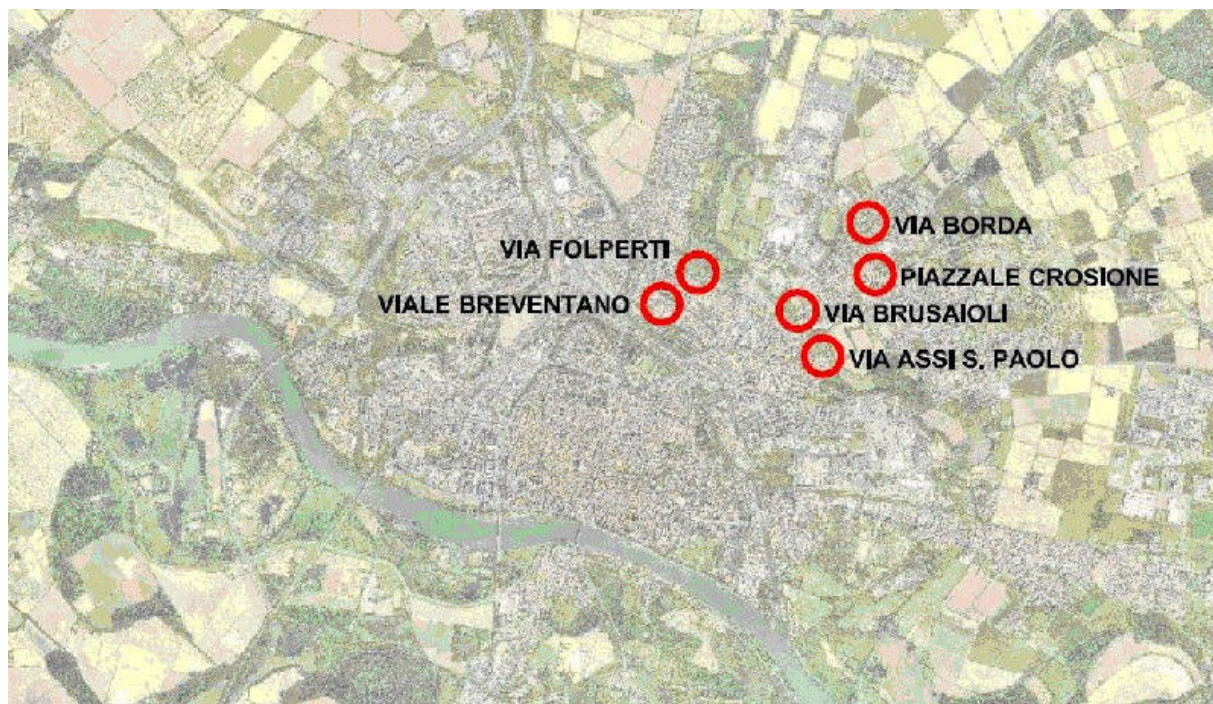 VIA BORDA
VIA FOLPERTI
PIAZZALE CROSIONE
VIALE BREVENTANO
VIA BRUSAIOLI
VIA ASSI S. PAOLO